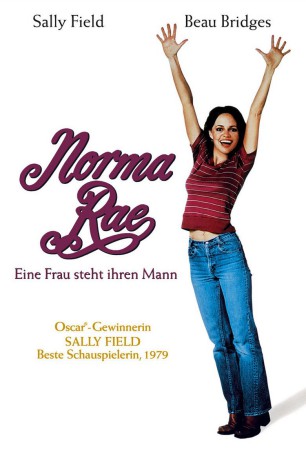 Sally Field Beau Bridges
Norma
Rae
Eine Frau steht ihren Mann
Oscar®-Gewinnerin
SALLY FIELD
Beste Schauspielerin, 1979